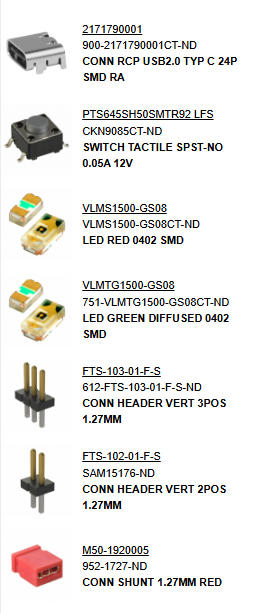 2171790001
900-2171790001CT-ND
CONN RCP USB2.0 TYP C 24P
SMD RA
PTS645SH50SMTR92 LFS
CKN9085CT-ND
SWITCH TACTILE SPST-NO
0.05A 12V
VLMS1500-GS08
VLMS1500-GS08CT-ND
LED RED 0402 SMD
VLMTG1500-GS08
751-VLMTG1500-GS08CT-ND
LED GREEN DIFFUSED 0402
SMD
FTS-103-01-F-S
612-FTS-103-01-F-S-ND
CONN HEADER VERT 3POS
1.27MM
FTS-102-01-F-S
SAM15176-ND
CONN HEADER VERT 2POS
1.27MM
M50-1920005
952-1727-ND
CONN SHUNT 1.27MM RED